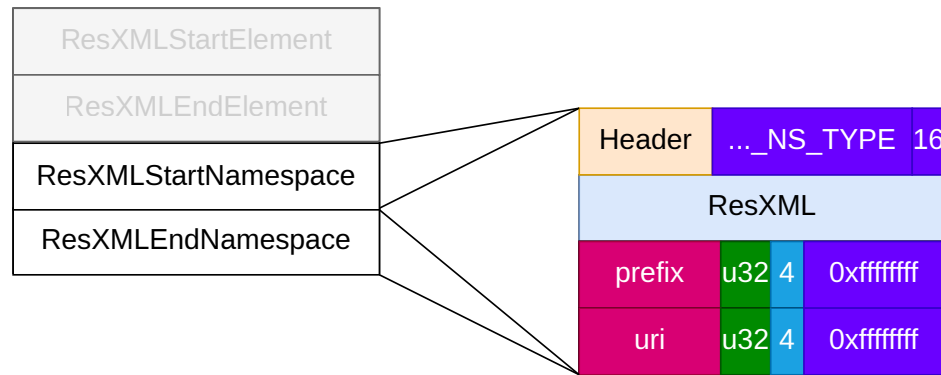 ResXMLStartElement
ResXMLEndElement
ResXMLStartNamespace
ResXMLEndNamespace
Header ..._NS_TYPE 16
ResXML
prefix u32 4 0xffffffff
uri u32 4 0xffffffff